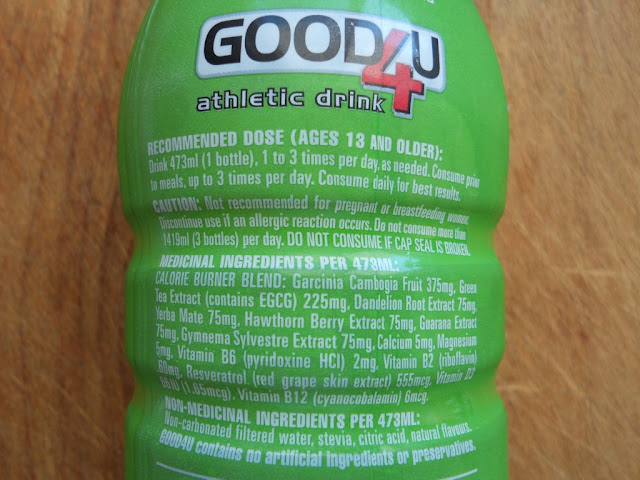 GOOD4U
athletic drink
RECOMMENDED DOSE (AGES 13 AND OLDER):
Drink 473ml (1 bottle), 1 to 3 times per day, as needed. Consume prior
to meals, up to 3 times per day. Consume daily for best results.
CAUTION: Not recommended for pregnant or breastfeeding women.
Discontinue use if an allergic reaction occurs. Do not consume more than
1419ml (3 bottles) per day. DO NOT CONSUME IF CAP SEAL IS BROKEN.
MEDICINAL INGREDIENTS PER 473ML:
CALORIE BURNER BLEND: Garcinia Cambogia Fruit 375mg, Green
Tea Extract (contains EGCG) 225mg, Dandelion Root Extract 75mg,
Yerba Mate 75mg, Hawthorn Berry Extract 75mg, Guarana Extract
75mg, Gymnema Sylvestre Extract 75mg, Calcium 5mg, Magnesium
5mg, Vitamin B6 (pyridoxine HCl) 2mg, Vitamin B2 (riboflavin)
60mg, Resveratrol (red grape skin extract) 555mcg, Vitamin D3
66IU (1.65mcg), Vitamin B12 (cyanocobalamin) 6mcg.
NON-MEDICINAL INGREDIENTS PER 473ML:
Non-carbonated filtered water, stevia, citric acid, natural flavours.
GOOD4U contains no artificial ingredients or preservatives.